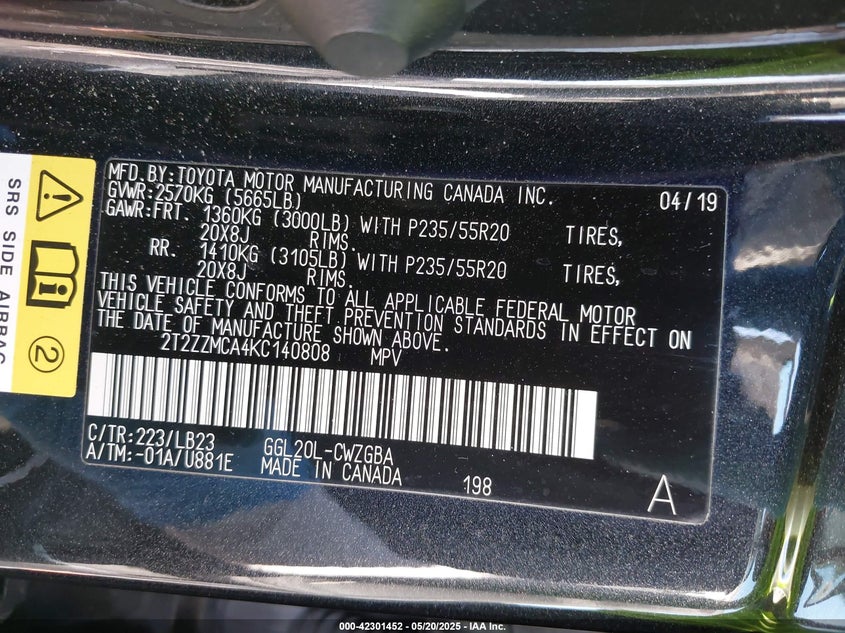 MFD.BY:TOYOTA MOTOR MANUFACTURING CANADA INC. 04/19
GVWR:2570KG (5665LB)
GAWR:FRT. 1360KG (3000LB) WITH P235/55R20 TIRES,
20X8J RIMS.
RR. 1410KG (3105LB) WITH P235/55R20 TIRES,
20X8J RIMS.
THIS VEHICLE CONFORMS TO ALL APPLICABLE FEDERAL MOTOR
VEHICLE SAFETY AND THEFT PREVENTION STANDARDS IN EFFECT ON
THE DATE OF MANUFACTURE SHOWN ABOVE.
2T2ZZMCA4KC140808 MPV
C/TR:223/LB23 GGL20L-CWZGBA
A/TM:-01A/U881E MADE IN CANADA 198 A
SRS SIDE AIRBAG
2
000-42301452 - 05/20/2025 - IAA Inc.